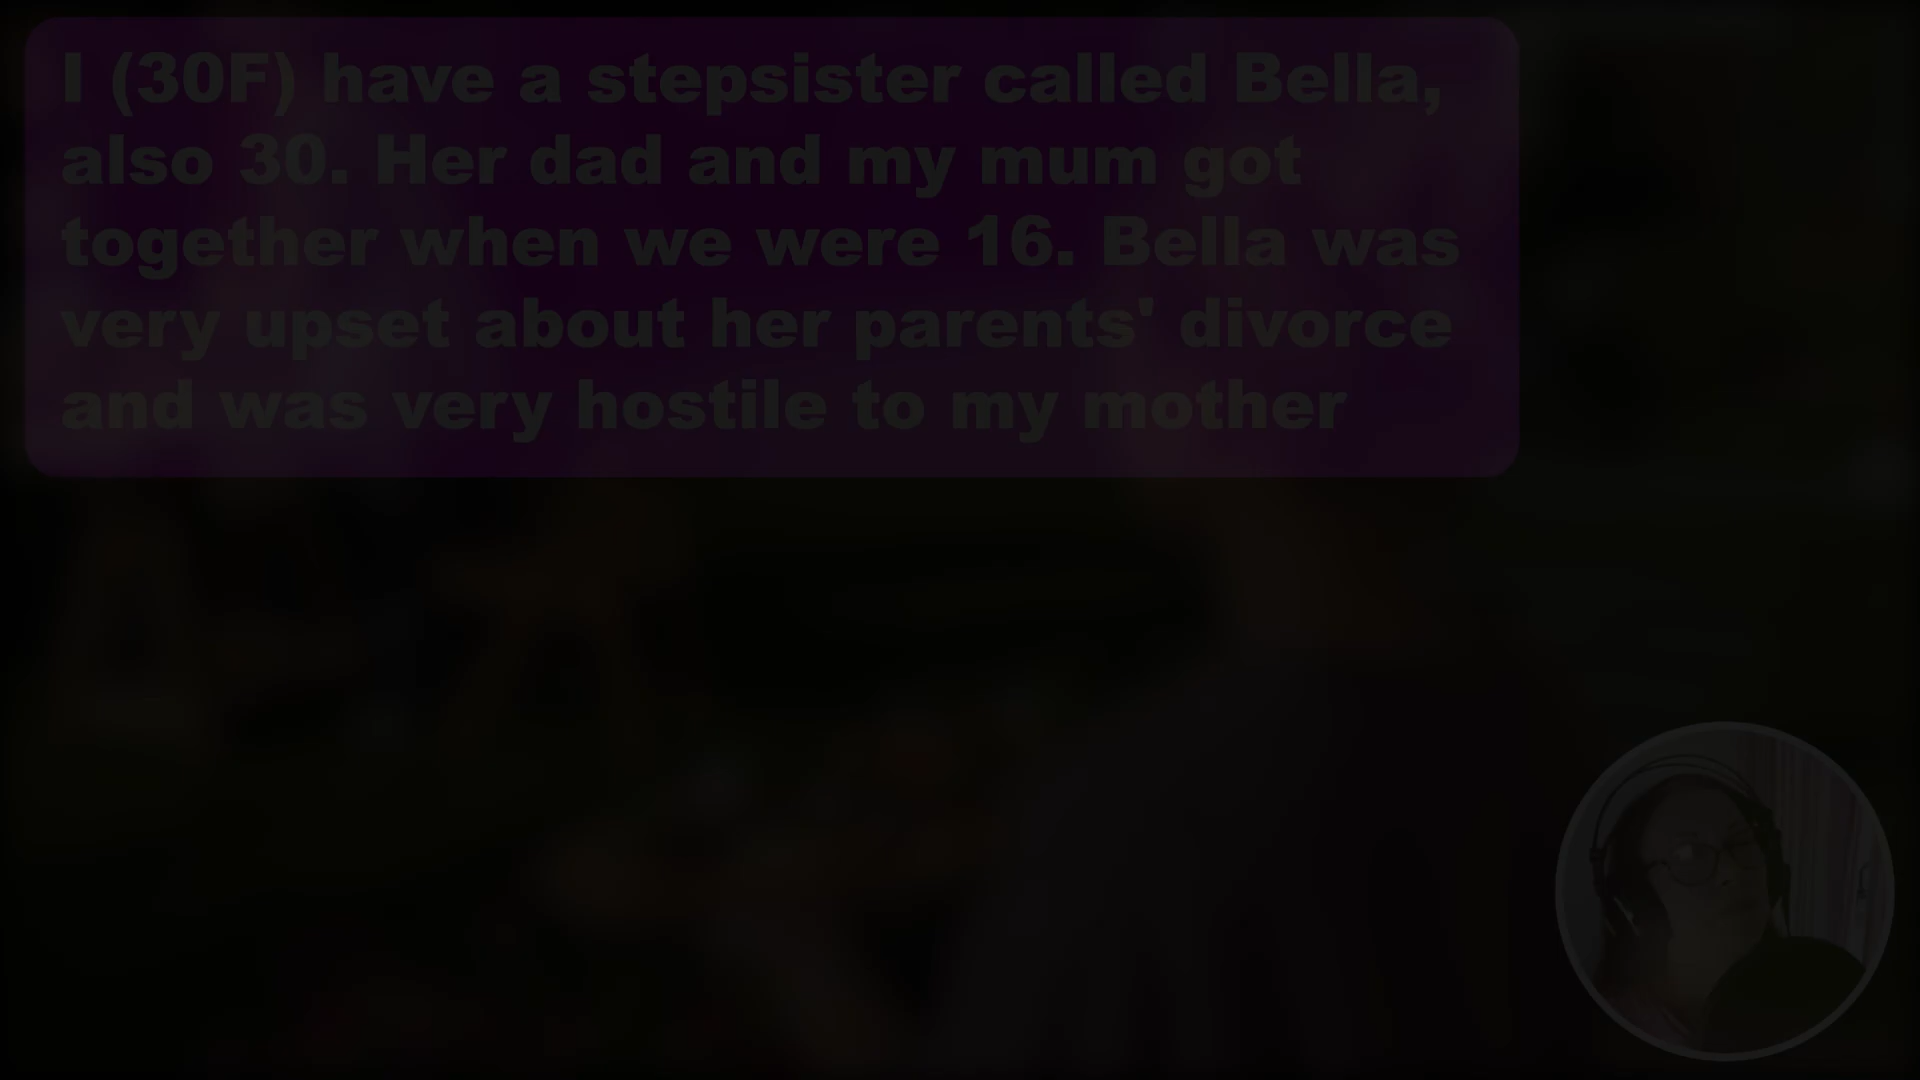 I (30F) have a stepsister called Bella,
also 30. Her dad and my mum got
together when we were 16. Bella was
very upset about her parents' divorce
and was very hostile to my mother